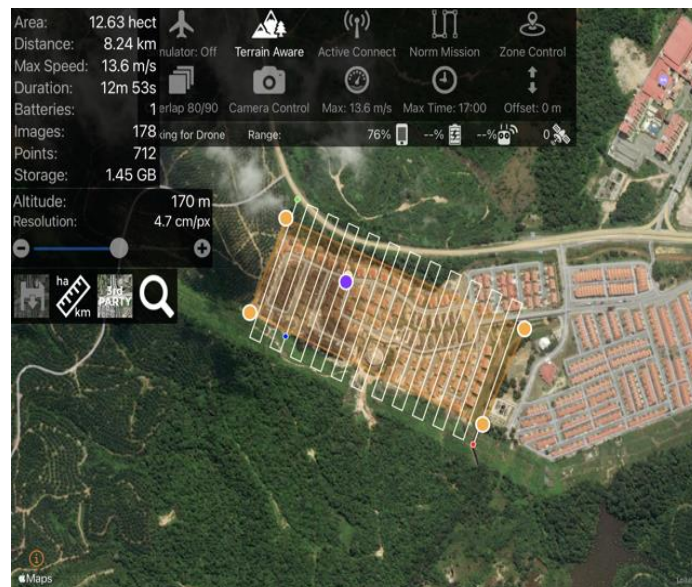 Area: 12.63 hect
Distance: 8.24 km
Max Speed: 13.6 m/s
Duration: 12m 53s
Batteries: 1
Images: 178
Points: 712
Storage: 1.45 GB
Altitude: 170 m
Resolution: 4.7 cm/px
nulator: Off Terrain Aware Active Connect Norm Mission Zone Control
erlap 80/90 Camera Control Max: 13.6 m/s Max Time: 17:00 Offset: 0 m
king for Drone Range: 76% --% --% 0
ha
km
3rd
PARTY
Maps